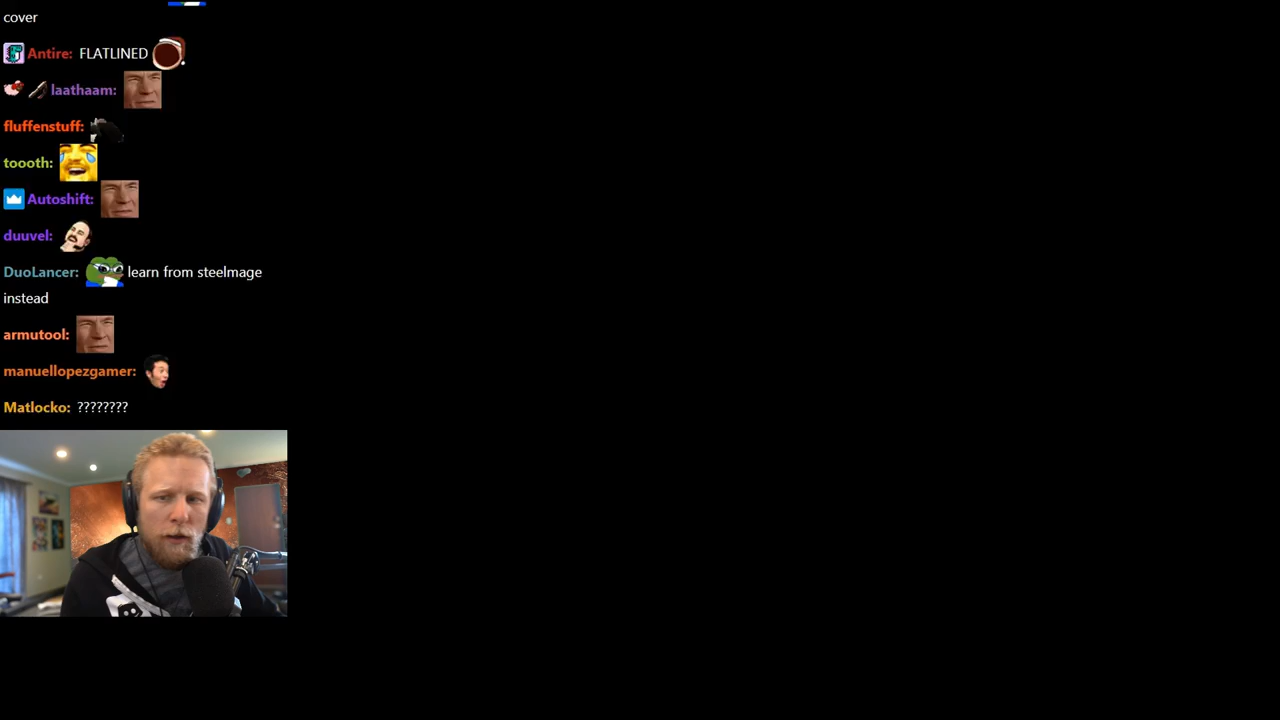 cover
Antire: FLATLINED
laathaam:
fluffenstuff:
toooth:
Autoshift:
duuvel:
DuoLancer: learn from steelmage
instead
armutool:
manuellopezgamer:
Matlocko: ????????